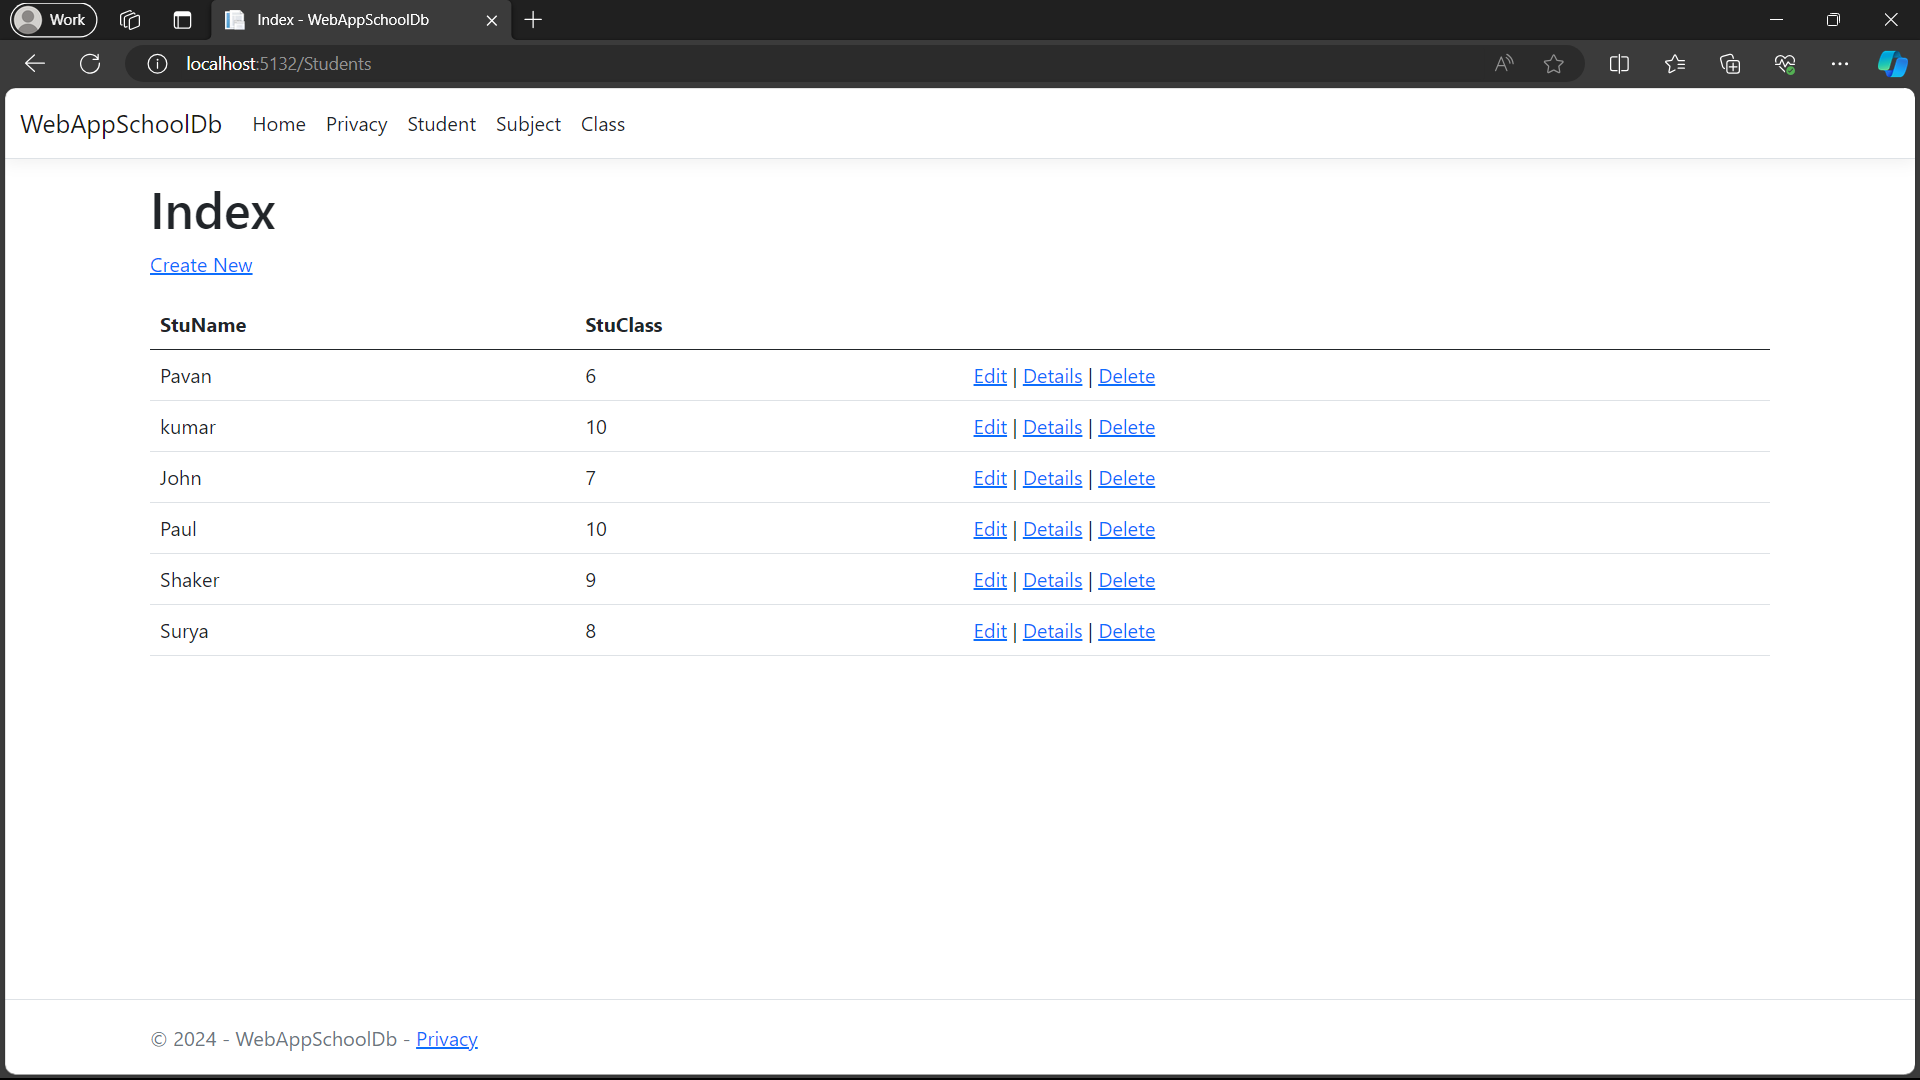 Work
Index - WebAppSchoolDb
localhost:5132/Students
WebAppSchoolDb Home Privacy Student Subject Class
Index
Create New
StuName StuClass
Pavan 6 Edit | Details | Delete
kumar 10 Edit | Details | Delete
John 7 Edit | Details | Delete
Paul 10 Edit | Details | Delete
Shaker 9 Edit | Details | Delete
Surya 8 Edit | Details | Delete
© 2024 - WebAppSchoolDb - Privacy